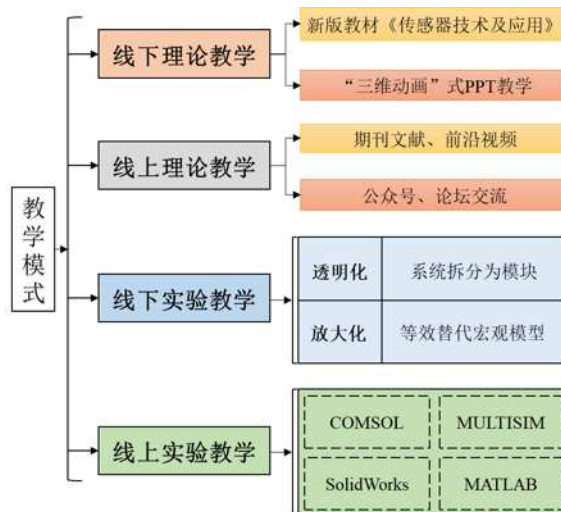 教学模式
线下理论教学
新版教材《传感器技术及应用》
“三维动画”式PPT教学
线上理论教学
期刊文献、前沿视频
公众号、论坛交流
线下实验教学
透明化
系统拆分为模块
放大化
等效替代宏观模型
线上实验教学
COMSOL
MULTISIM
SolidWorks
MATLAB